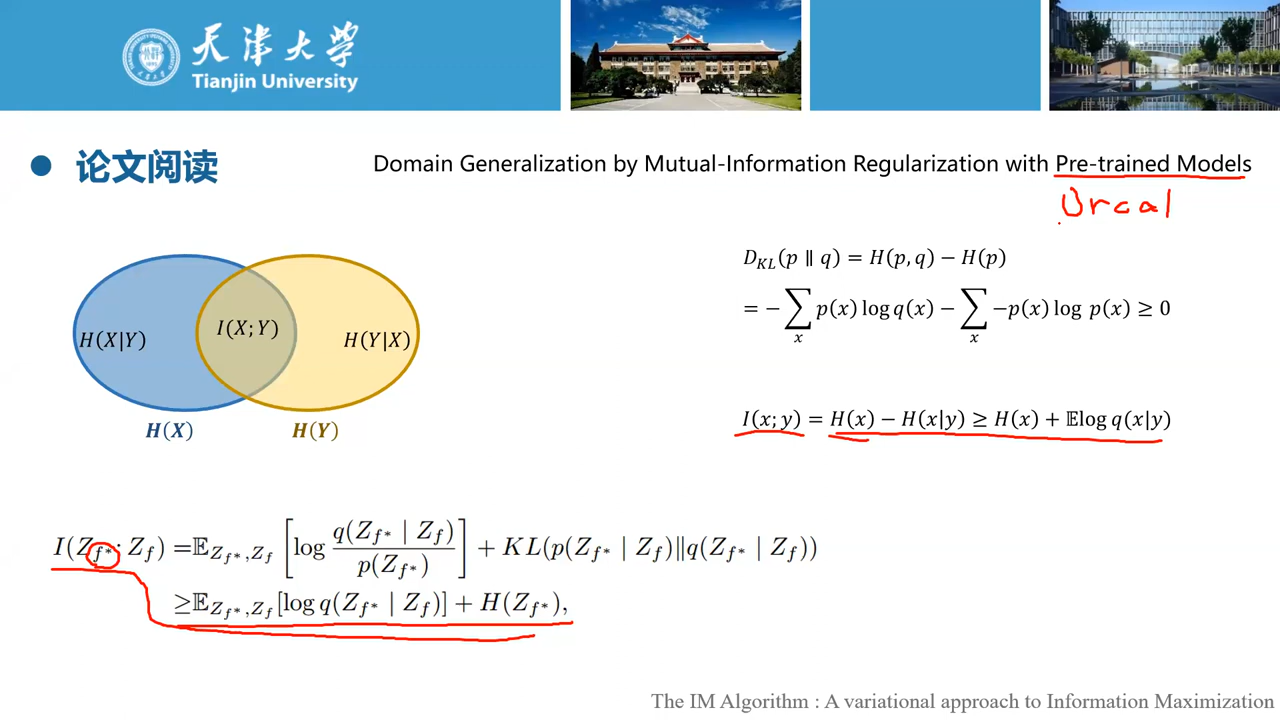 天津大学
Tianjin University
论文阅读
Domain Generalization by Mutual-Information Regularization with Pre-trained Models
D_{KL}(p ∥ q) = H(p, q) − H(p)
= − ∑_x p(x) log q(x) − ∑_x −p(x) log p(x) ≥ 0
H(X|Y) I(X; Y) H(Y|X)
H(X) H(Y)
I(x; y) = H(x) − H(x|y) ≥ H(x) + 𝔼log q(x|y)
I(Z_{f*}; Z_f) = 𝔼_{Z_{f*}, Z_f} [log q(Z_{f*} | Z_f) / p(Z_{f*})] + KL(p(Z_{f*} | Z_f)∥q(Z_{f*} | Z_f))
≥ 𝔼_{Z_{f*}, Z_f}[log q(Z_{f*} | Z_f)] + H(Z_{f*}),
The IM Algorithm : A variational approach to Information Maximization